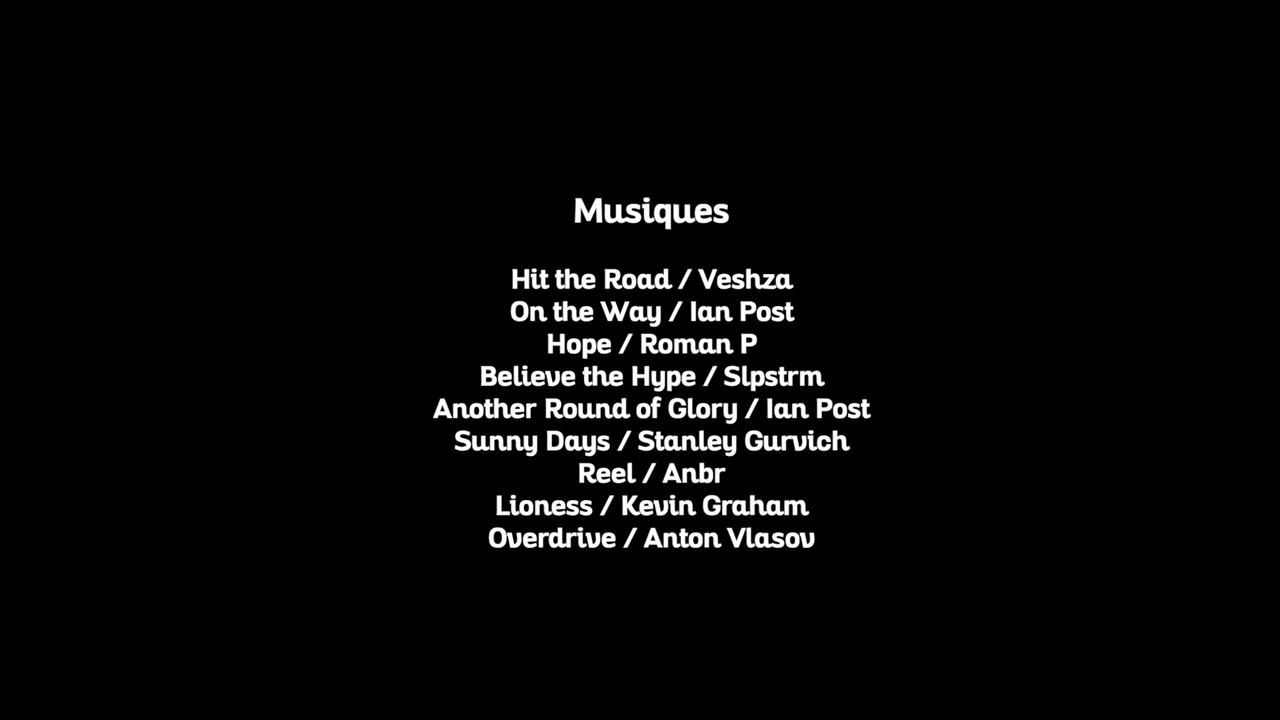 Musiques
Hit the Road / Veshza
On the Way / Ian Post
Hope / Roman P
Believe the Hype / Slpstrm
Another Round of Glory / Ian Post
Sunny Days / Stanley Gurvich
Reel / Anbr
Lioness / Kevin Graham
Overdrive / Anton Vlasov